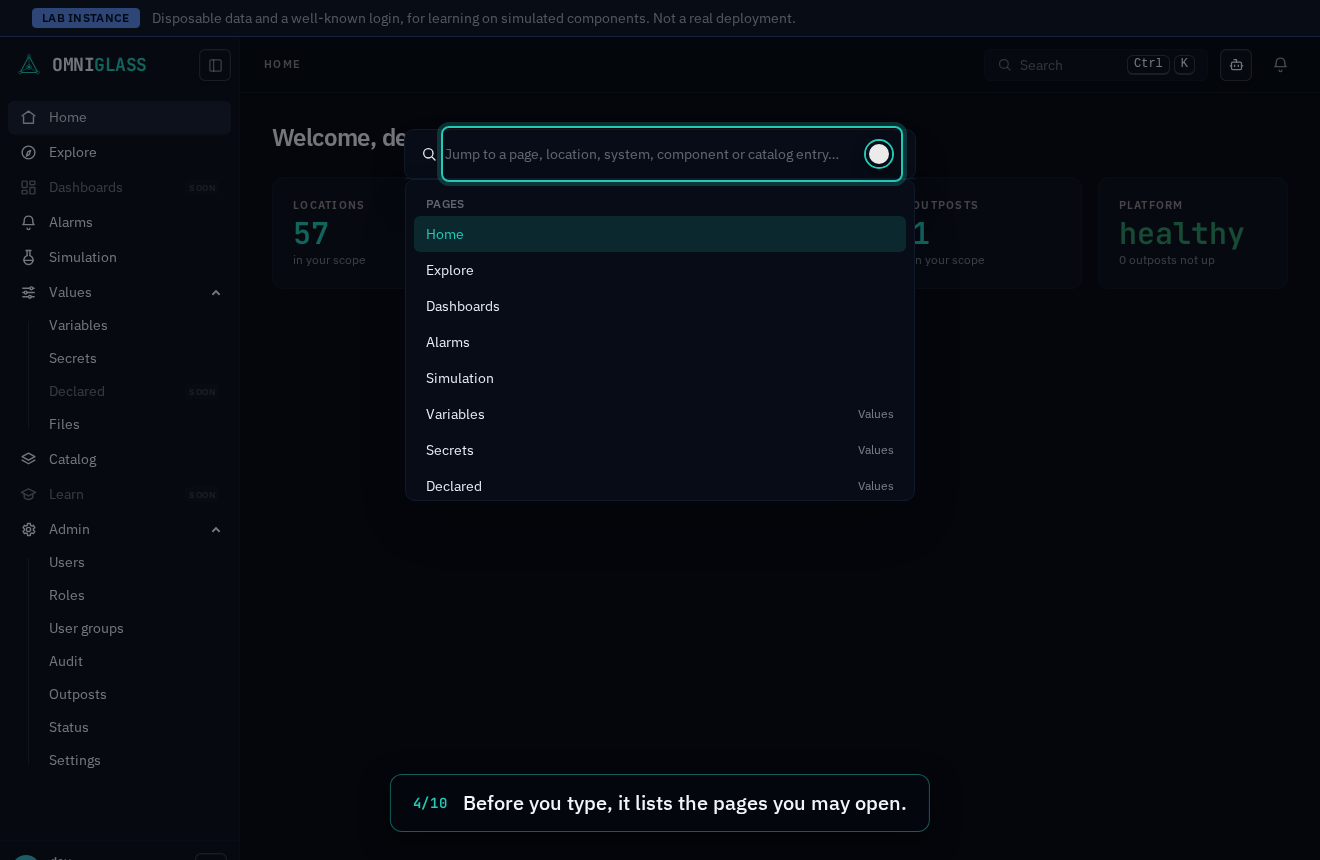 LAB INSTANCE Disposable data and a well-known login, for learning on simulated components. Not a real deployment.
OMNIGLASS
HOME
Search Ctrl K
Home
Explore
Dashboards SOON
Alarms
Simulation
Values
Variables
Secrets
Declared SOON
Files
Catalog
Learn SOON
Admin
Users
Roles
User groups
Audit
Outposts
Status
Settings
Welcome,
Jump to a page, location, system, component or catalog entry...
LOCATIONS
57
in your scope
OUTPOSTS
1
in your scope
PLATFORM
healthy
0 outposts not up
PAGES
Home
Explore
Dashboards
Alarms
Simulation
Variables Values
Secrets Values
Declared Values
4/10 Before you type, it lists the pages you may open.